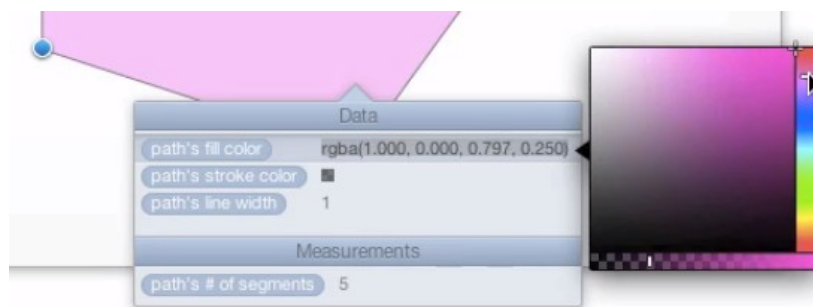 Data
path's fill color rgba(1.000, 0.000, 0.797, 0.250)
path's stroke color
path's line width 1
Measurements
path's # of segments 5